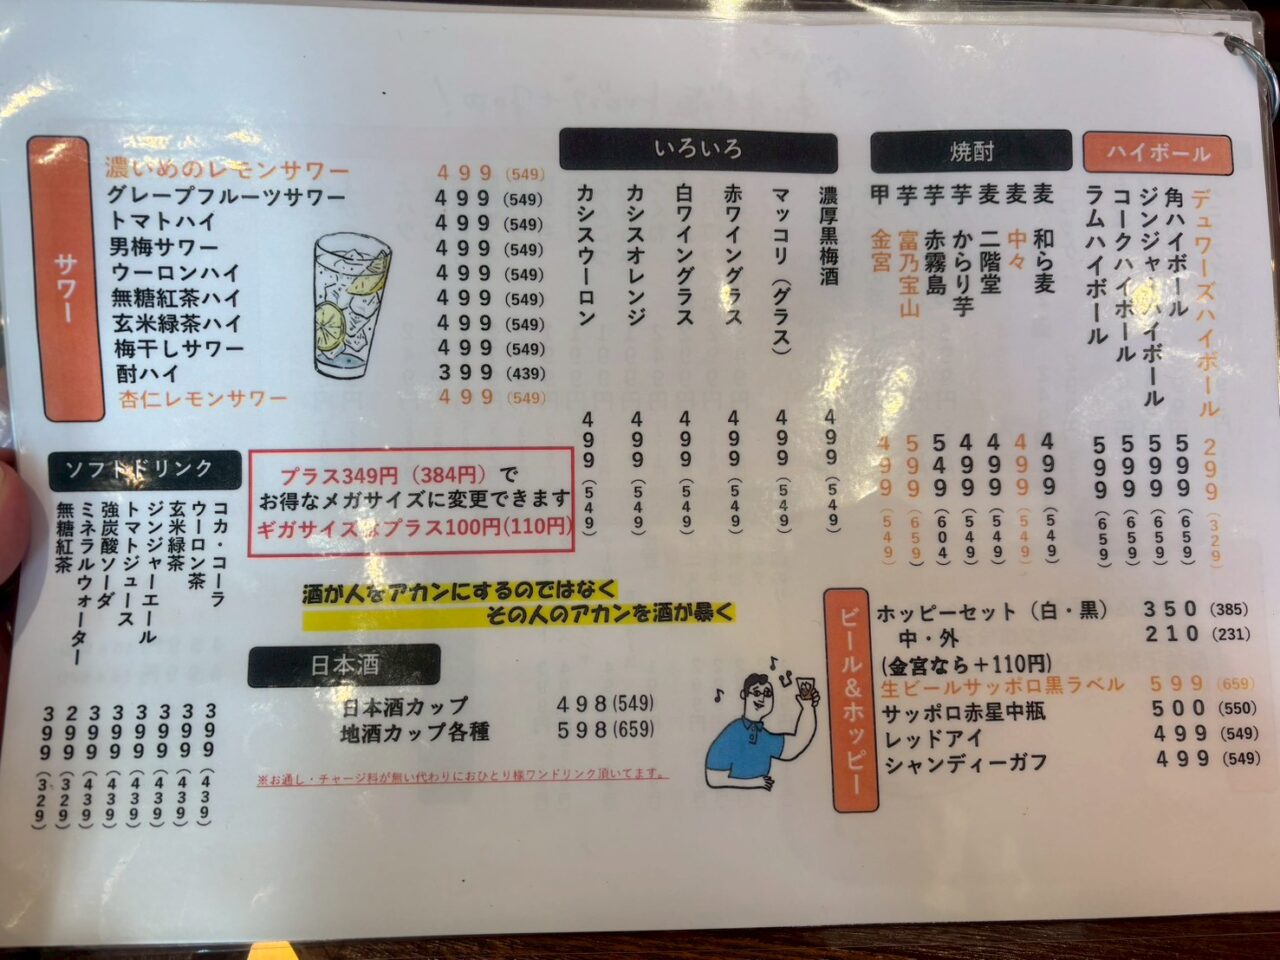 サワー
濃いめのレモンサワー 499 (549)
グレープフルーツサワー 499 (549)
トマトハイ 499 (549)
男梅サワー 499 (549)
ウーロンハイ 499 (549)
無糖紅茶ハイ 499 (549)
玄米緑茶ハイ 499 (549)
梅干しサワー 499 (549)
酎ハイ 399 (439)
杏仁レモンサワー 499 (549)
いろいろ
濃厚黒梅酒 499 (549)
マッコリ（グラス） 499 (549)
赤ワイングラス 499 (549)
白ワイングラス 499 (549)
カシスオレンジ 499 (549)
カシスウーロン 499 (549)
焼酎
麦 和ら麦 499 (549)
麦 中々 499 (549)
麦 二階堂 499 (549)
芋 からり芋 499 (549)
芋 赤霧島 549 (604)
芋 富乃宝山 599 (659)
甲 金宮 499 (549)
ハイボール
デュワーズハイボール 299 (329)
角ハイボール 599 (659)
ジンジャーハイボール 599 (659)
コークハイボール 599 (659)
ラムハイボール 599 (659)
ソフトドリンク
コカ・コーラ 399 (439)
ウーロン茶 399 (439)
玄米緑茶 399 (439)
ジンジャーエール 399 (439)
トマトジュース 399 (439)
強炭酸ソーダ 399 (439)
ミネラルウォーター 299 (329)
無糖紅茶 399 (329)
プラス349円（384円）で
お得なメガサイズに変更できます
ギガサイズはプラス100円(110円)
酒が人をアカンにするのではなく
その人のアカンを酒が暴く
日本酒
日本酒カップ 498(549)
地酒カップ各種 598(659)
※お通し・チャージ料が無い代わりにおひとり様ワンドリンク頂いてます。
ビール&ホッピー
ホッピーセット（白・黒） 350 (385)
中・外 210 (231)
(金宮なら＋110円)
生ビールサッポロ黒ラベル 599 (659)
サッポロ赤星中瓶 500 (550)
レッドアイ 499 (549)
シャンディーガフ 499 (549)